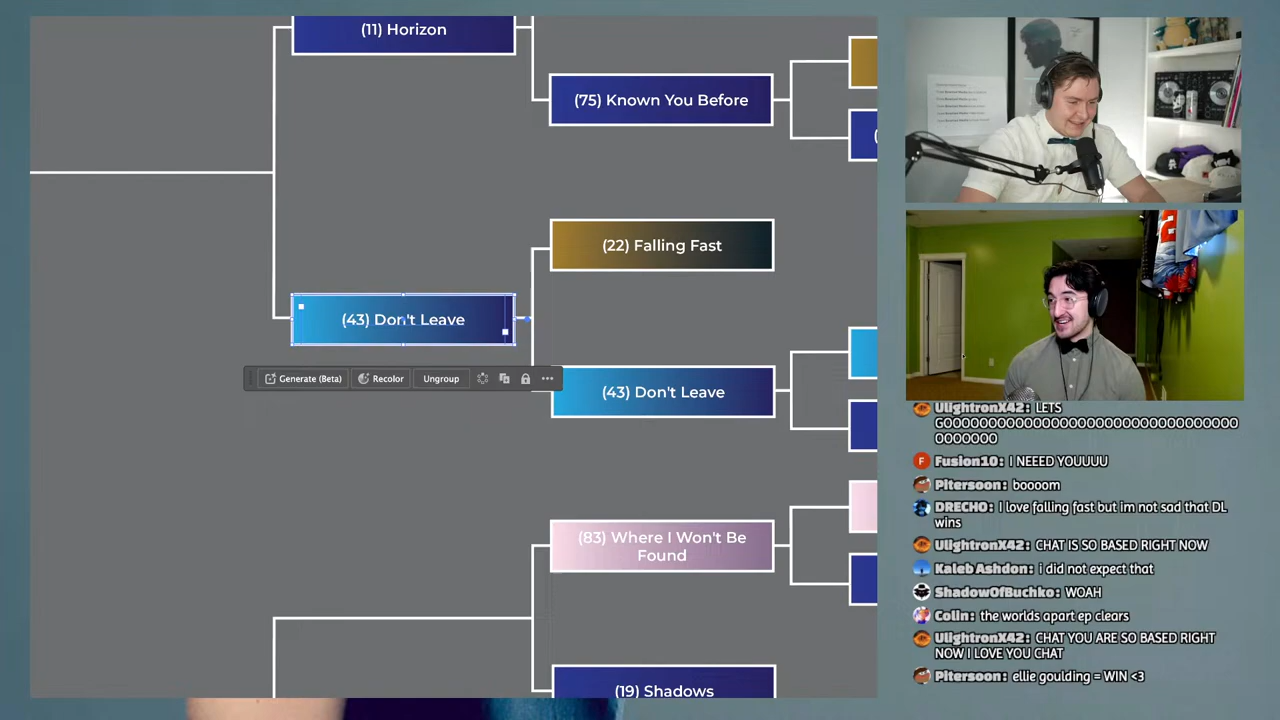 (11) Horizon
(75) Known You Before
(22) Falling Fast
(43) Don't Leave
Generate (Beta)
Recolor
Ungroup
(43) Don't Leave
(83) Where I Won't Be
Found
(19) Shadows
UlightronX42: LETS
GOOOOOOOOOOOOOOOOOOOOOOOOOOOOOOOO
OOOOOOO
Fusion10: I NEEED YOUUUU
Pitersoon: boooom
DRECHO: I love falling fast but im not sad that DL
wins
UlightronX42: CHAT IS SO BASED RIGHT NOW
Kaleb Ashdon: i did not expect that
ShadowOfBuchko: WOAH
Colin: the worlds apart ep clears
UlightronX42: CHAT YOU ARE SO BASED RIGHT
NOW I LOVE YOU CHAT
Pitersoon: ellie goulding = WIN <3